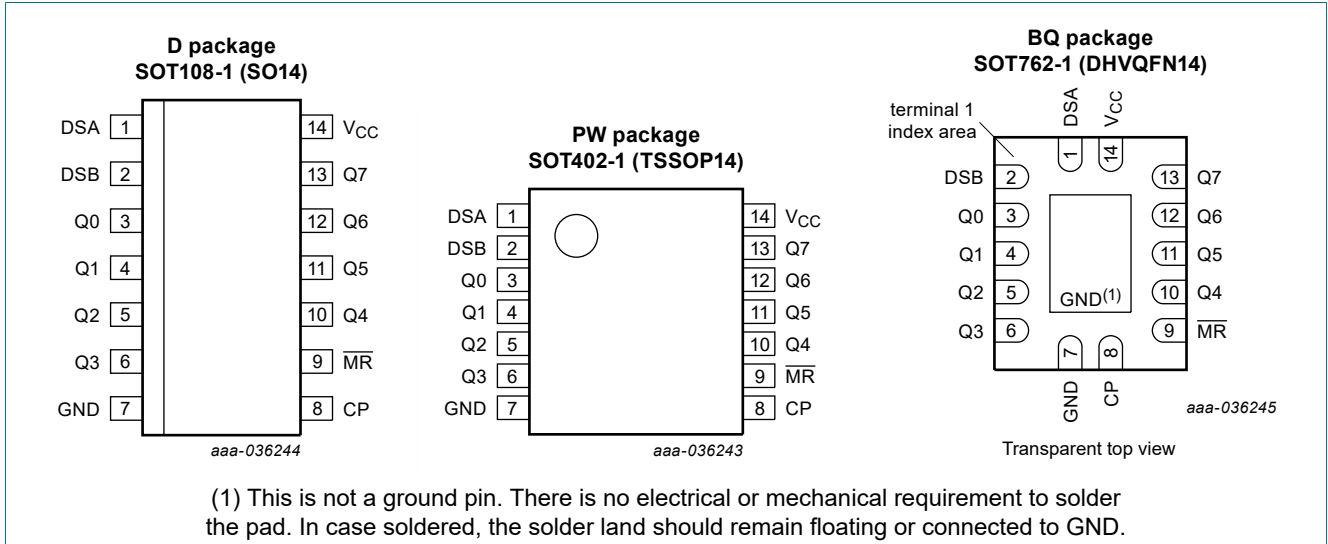 D package
SOT108-1 (SO14)
DSA 1
DSB 2
Q0 3
Q1 4
Q2 5
Q3 6
GND 7
14 VCC
13 Q7
12 Q6
11 Q5
10 Q4
9 M̅R̅
8 CP
aaa-036244
PW package
SOT402-1 (TSSOP14)
DSA 1
DSB 2
Q0 3
Q1 4
Q2 5
Q3 6
GND 7
14 VCC
13 Q7
12 Q6
11 Q5
10 Q4
9 M̅R̅
8 CP
aaa-036243
BQ package
SOT762-1 (DHVQFN14)
terminal 1
index area
DSA
VCC
1
14
DSB 2
Q0 3
Q1 4
Q2 5
Q3 6
13 Q7
12 Q6
11 Q5
10 Q4
9 M̅R̅
GND(1)
7
8
GND
CP
aaa-036245
Transparent top view
(1) This is not a ground pin. There is no electrical or mechanical requirement to solder
the pad. In case soldered, the solder land should remain floating or connected to GND.